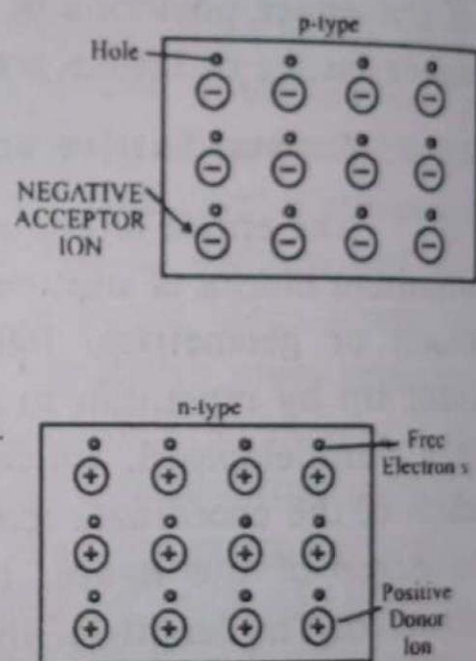 p-type
Hole
− − − −
− − − −
NEGATIVE
ACCEPTOR
ION
− − − −
n-type
Free
Electron s
+ + + +
+ + + +
+ + + +
Positive
Donor
Ion